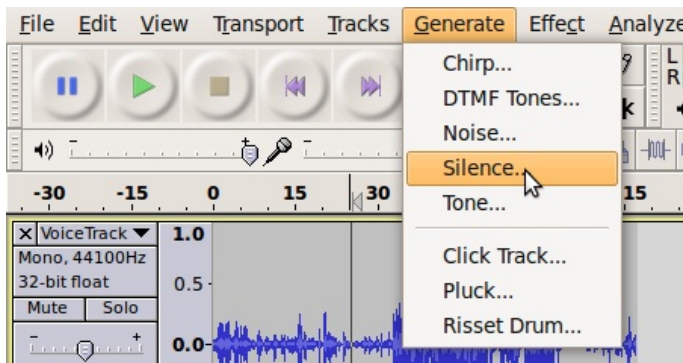 File Edit View Transport Tracks Generate Effect Analyze
Chirp...
DTMF Tones...
Noise...
Silence...
Tone...
Click Track...
Pluck...
Risset Drum...
L
R
-30 -15 0 15 30 15
VoiceTrack
Mono, 44100Hz
32-bit float
Mute Solo
- +
1.0
0.5
0.0